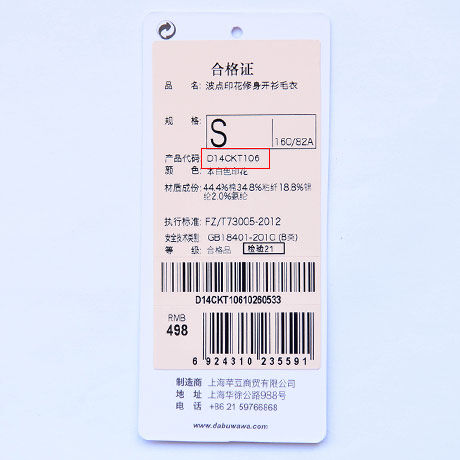 合格证
品 名: 波点印花修身开衫毛衣
规 格: S 160/82A
产品代码: D14CKT106
颜 色: 本白色印花
材质成份: 44.4%棉34.8%粘纤18.8%锦
纶2.0%氨纶
执行标准: FZ/T73005-2012
安全技术类别 GB18401-2010 (B类)
等 级: 合格品 检验21
D14CKT10610260533
RMB
498
6 924310 235591
制造商 上海苹豆商贸有限公司
地 址 上海华徐公路988号
电 话 +86 21 59766868
www.dabuwawa.com